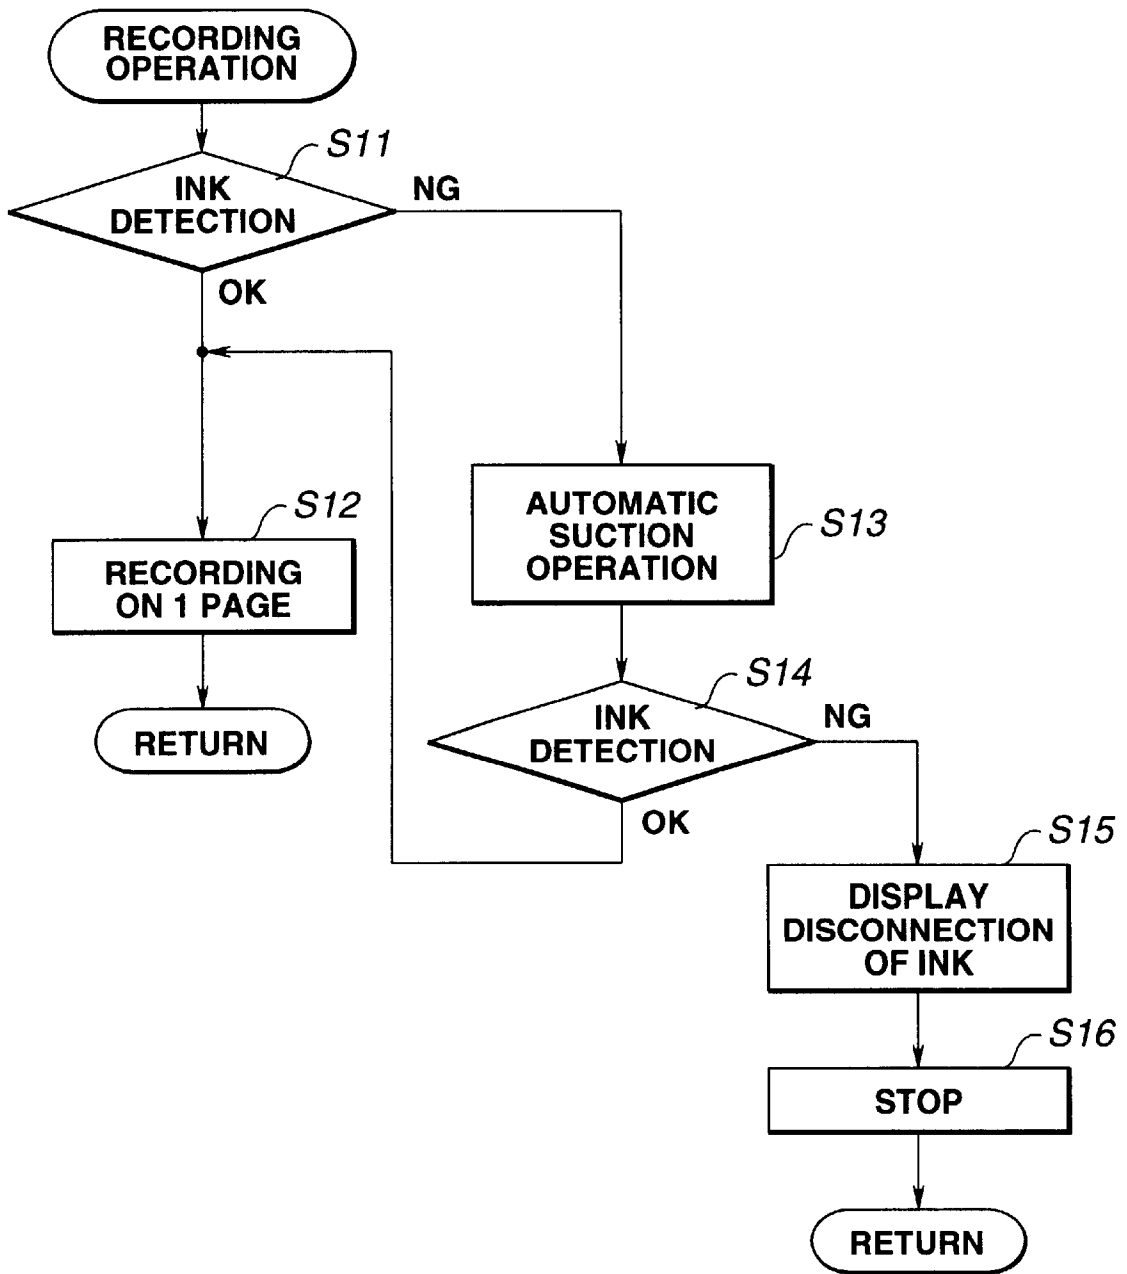 RECORDING
OPERATION
S11
INK
DETECTION
NG
OK
S12
RECORDING
ON 1 PAGE
RETURN
AUTOMATIC
SUCTION
OPERATION
S13
S14
INK
DETECTION
NG
OK
S15
DISPLAY
DISCONNECTION
OF INK
S16
STOP
RETURN